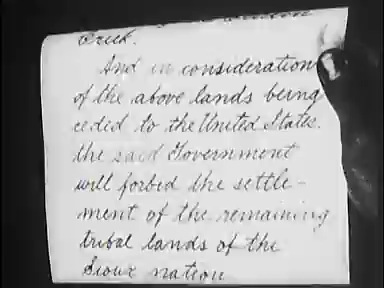 Creek.
And in consideration
of the above lands being
ceded to the United States.
the said Government
will forbid the settle-
ment of the remaining
tribal lands of the
Sioux nation